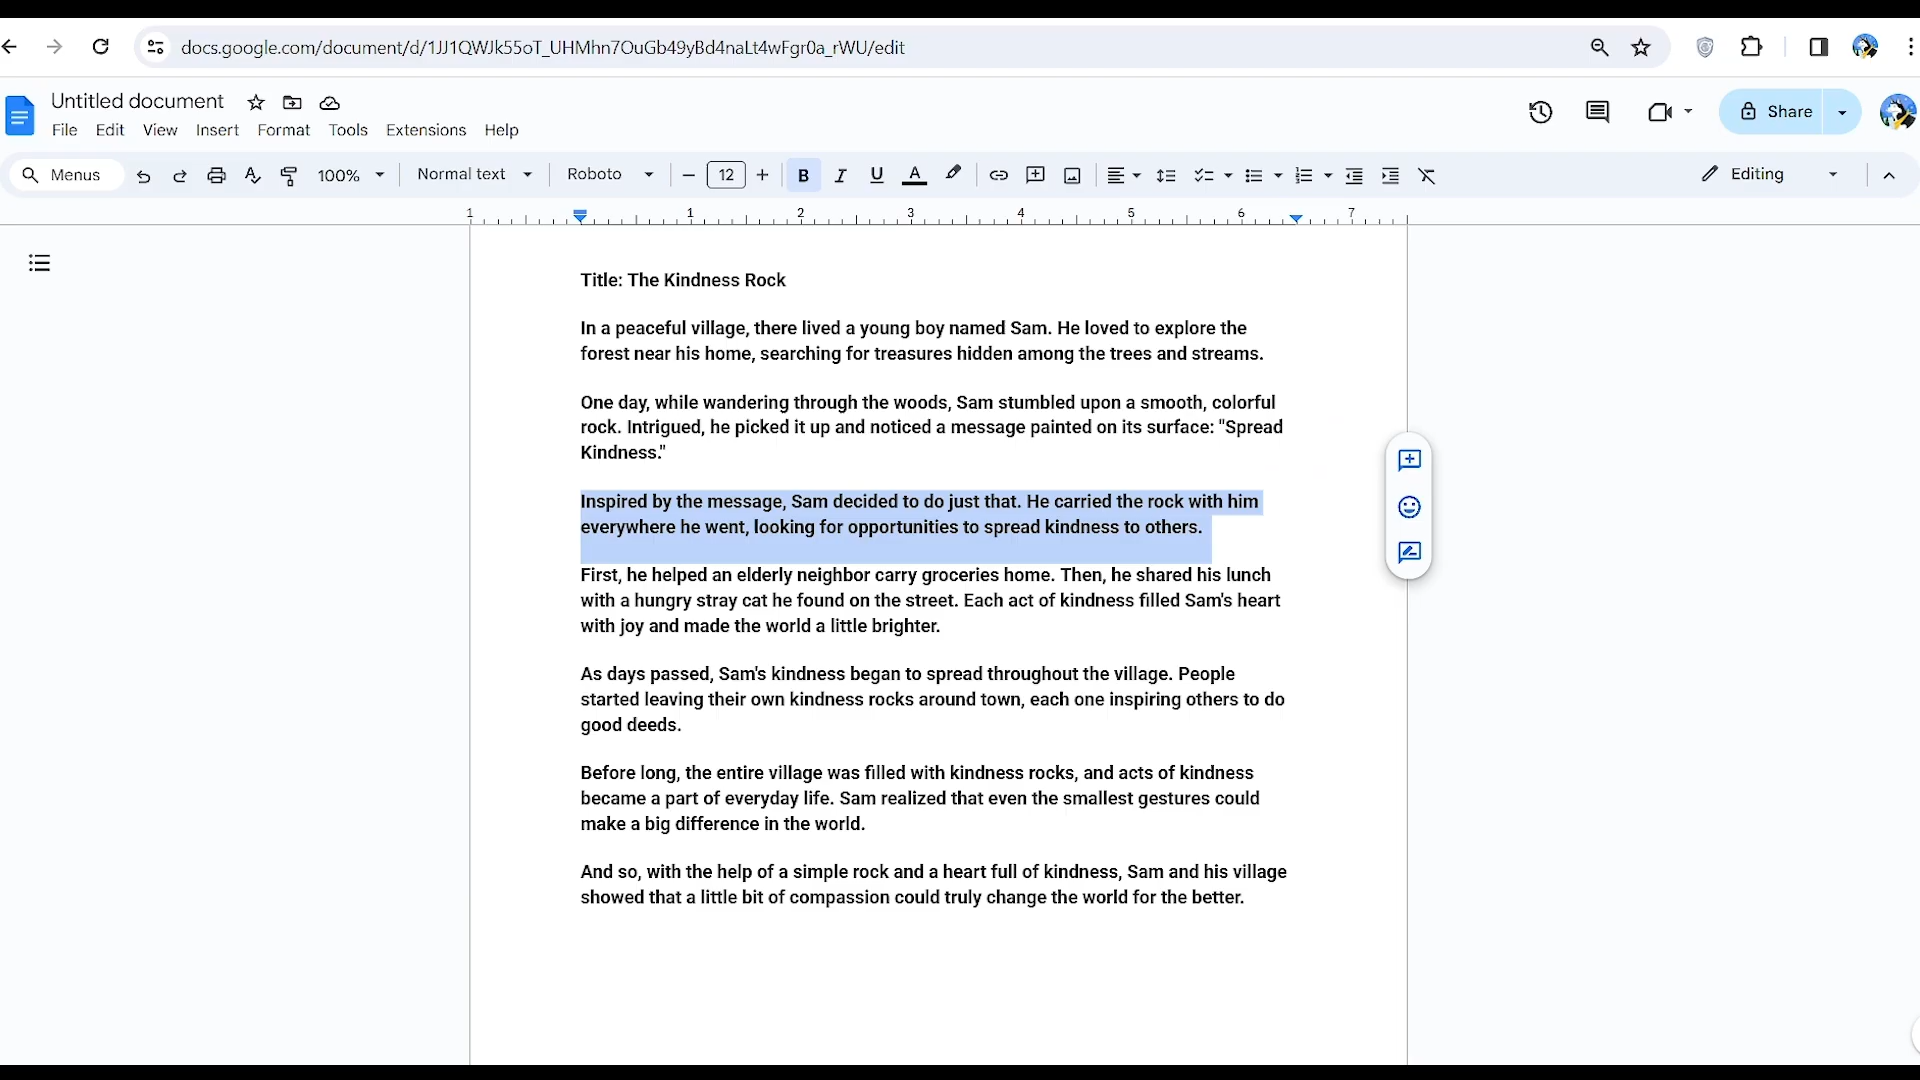 docs.google.com/document/d/1JJ1QWJk55oT_UHMhn7OuGb49yBd4naLt4wFgr0a_rWU/edit
Untitled document
File Edit View Insert Format Tools Extensions Help
Share
Menus 100% Normal text Roboto 12 B I U A Editing
1 1 2 3 4 5 6 7
Title: The Kindness Rock
In a peaceful village, there lived a young boy named Sam. He loved to explore the
forest near his home, searching for treasures hidden among the trees and streams.
One day, while wandering through the woods, Sam stumbled upon a smooth, colorful
rock. Intrigued, he picked it up and noticed a message painted on its surface: "Spread
Kindness."
Inspired by the message, Sam decided to do just that. He carried the rock with him
everywhere he went, looking for opportunities to spread kindness to others.
First, he helped an elderly neighbor carry groceries home. Then, he shared his lunch
with a hungry stray cat he found on the street. Each act of kindness filled Sam's heart
with joy and made the world a little brighter.
As days passed, Sam's kindness began to spread throughout the village. People
started leaving their own kindness rocks around town, each one inspiring others to do
good deeds.
Before long, the entire village was filled with kindness rocks, and acts of kindness
became a part of everyday life. Sam realized that even the smallest gestures could
make a big difference in the world.
And so, with the help of a simple rock and a heart full of kindness, Sam and his village
showed that a little bit of compassion could truly change the world for the better.